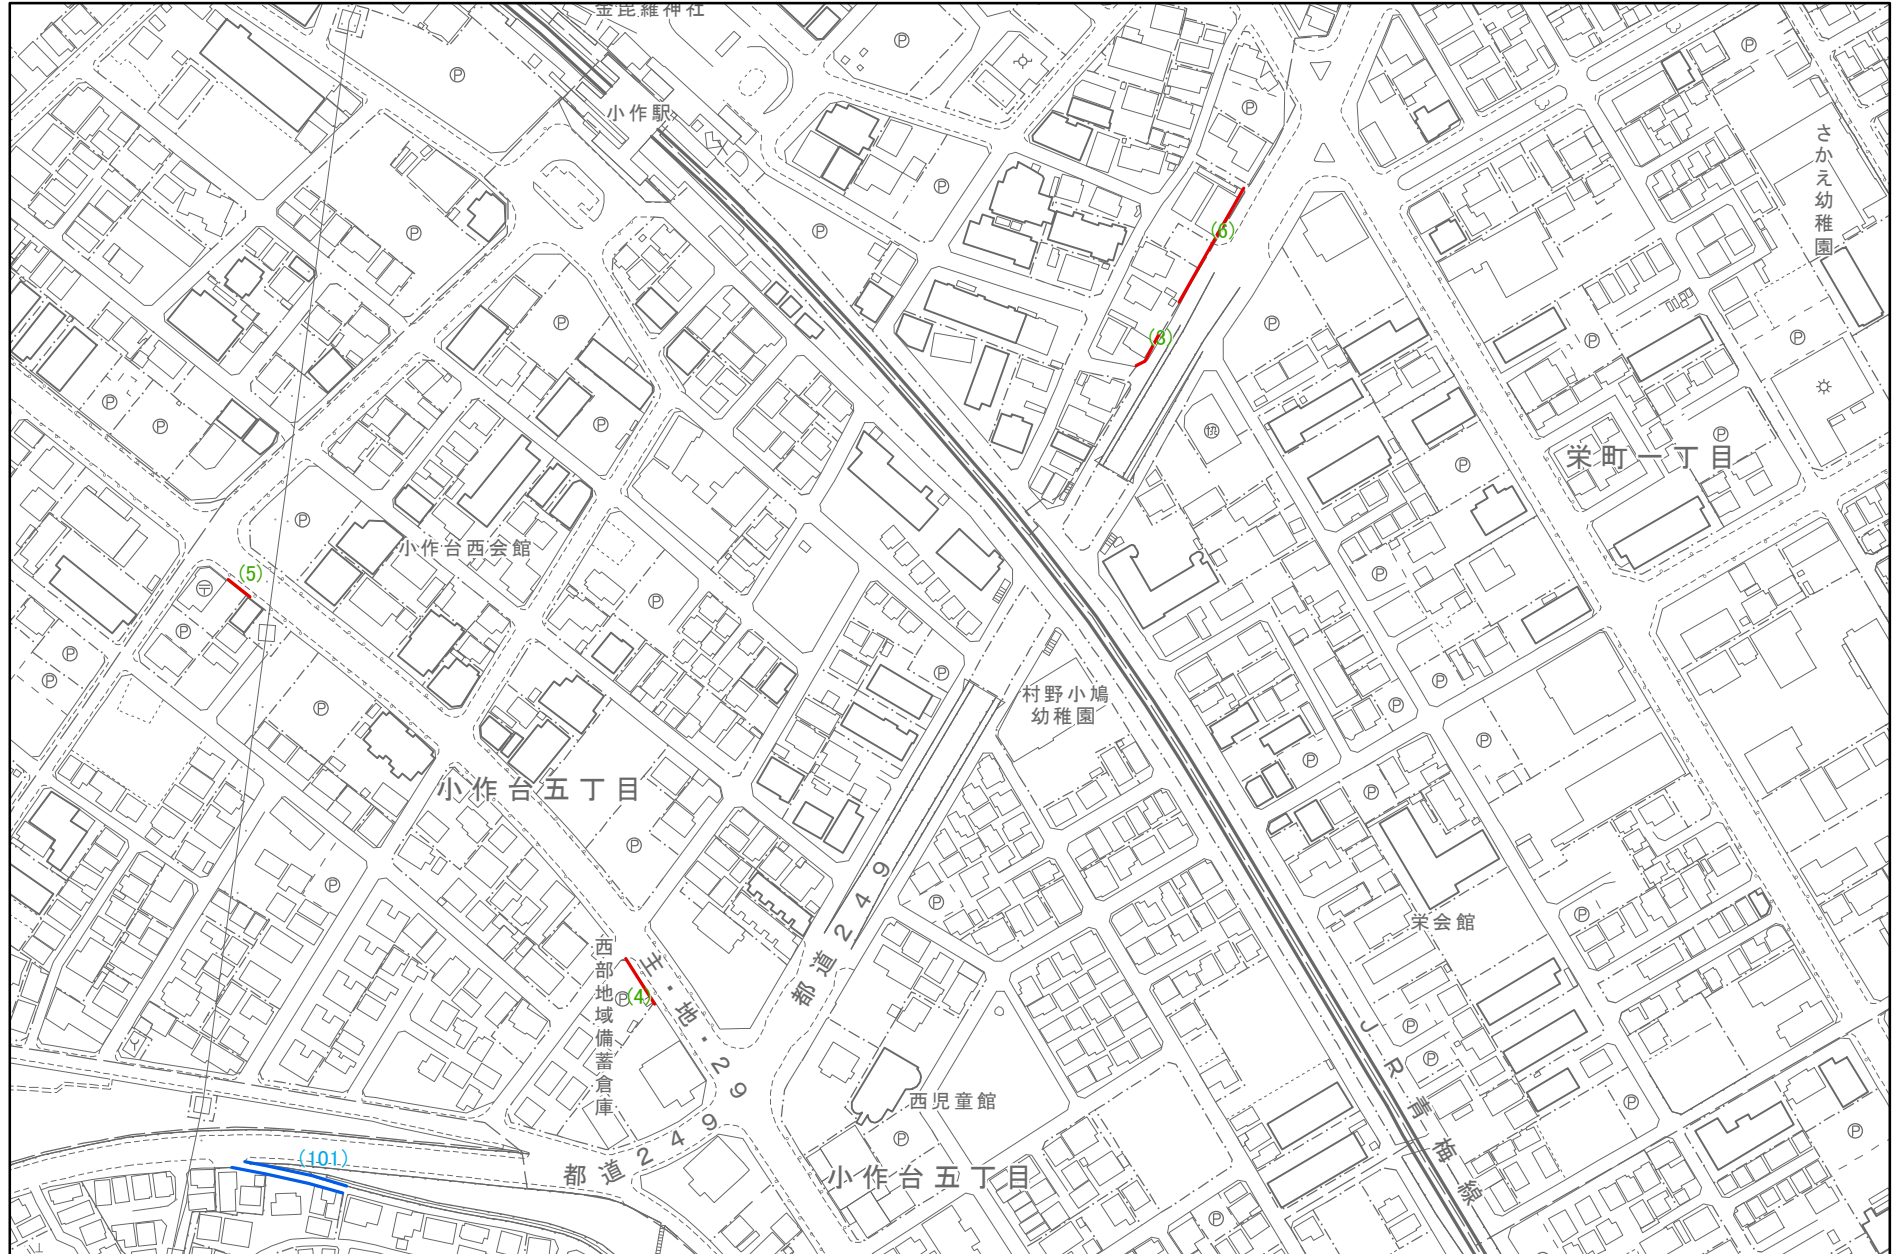 金毘羅神社
小作駅
さかえ幼稚園
(6)
(3)
栄町一丁目
小作台西会館
(5)
村野小鳩
幼稚園
小作台五丁目
都道249
栄会館
西部地域備蓄倉庫
(4)
主・地・29
JR青梅線
西児童館
(101)
都道249
小作台五丁目